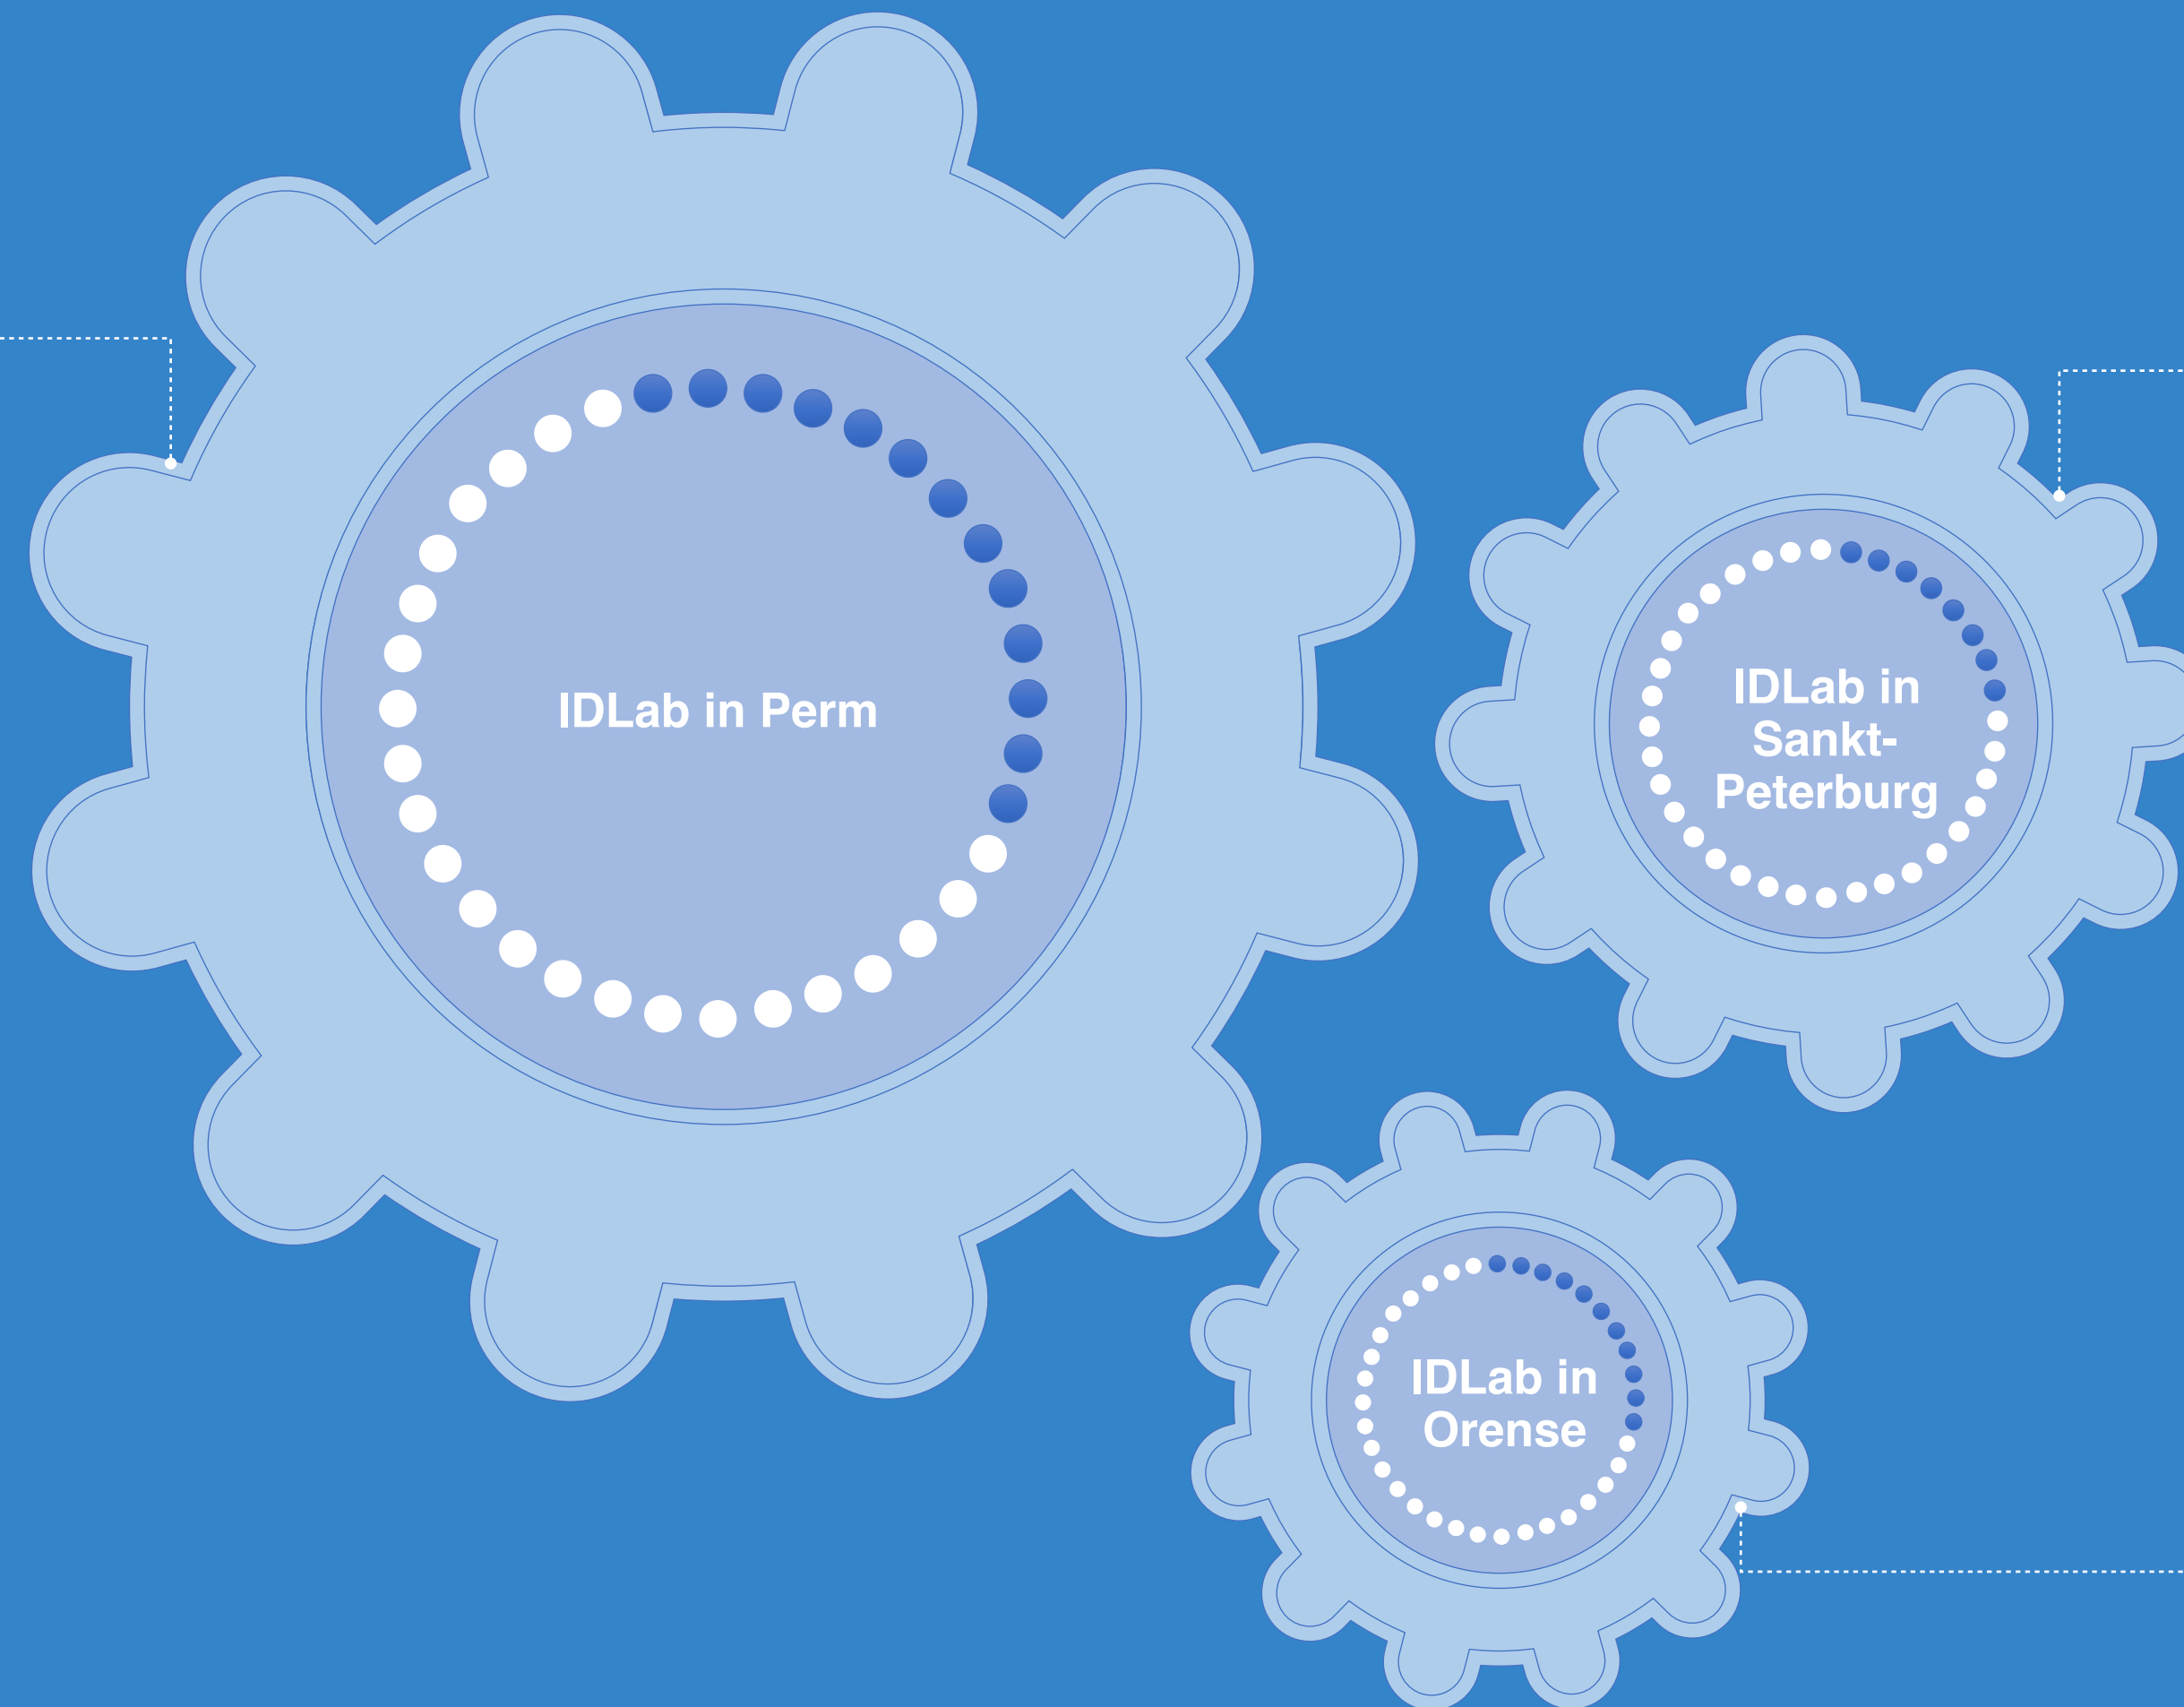 IDLab in Perm
IDLab in
Sankt-
Peterburg
IDLab in
Orense